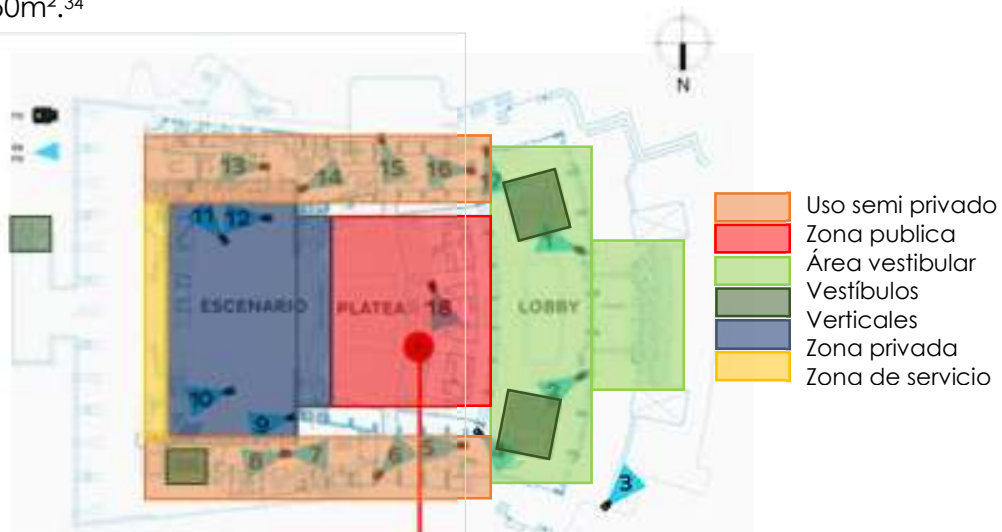 60m².³⁴
N
13
14
15
16
11 12
ESCENARIO
PLATEA
18
LOBBY
1
10
9
2
8
7
6
5
3
Uso semi privado
Zona publica
Área vestibular
Vestíbulos
Verticales
Zona privada
Zona de servicio